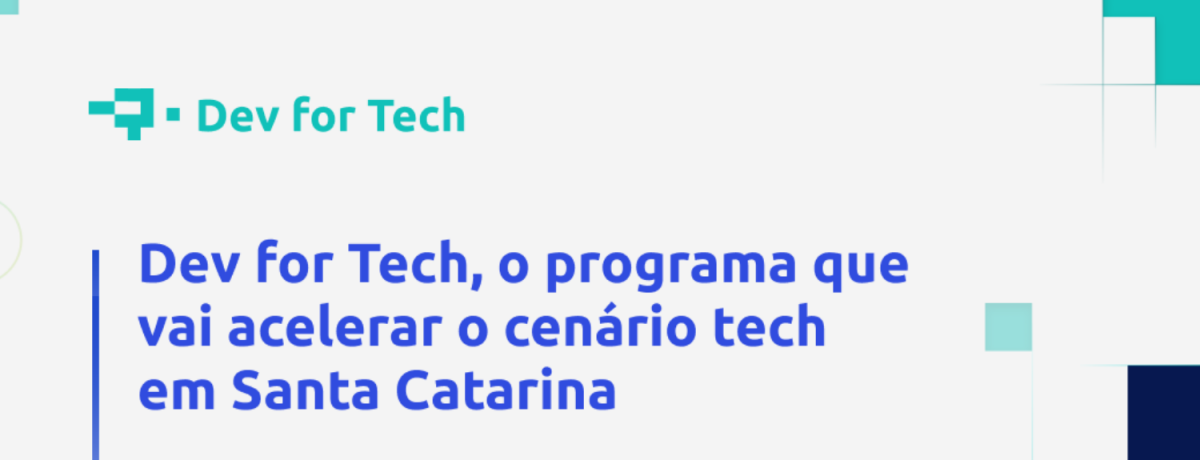 Dev for Tech
Dev for Tech, o programa que
vai acelerar o cenário tech
em Santa Catarina